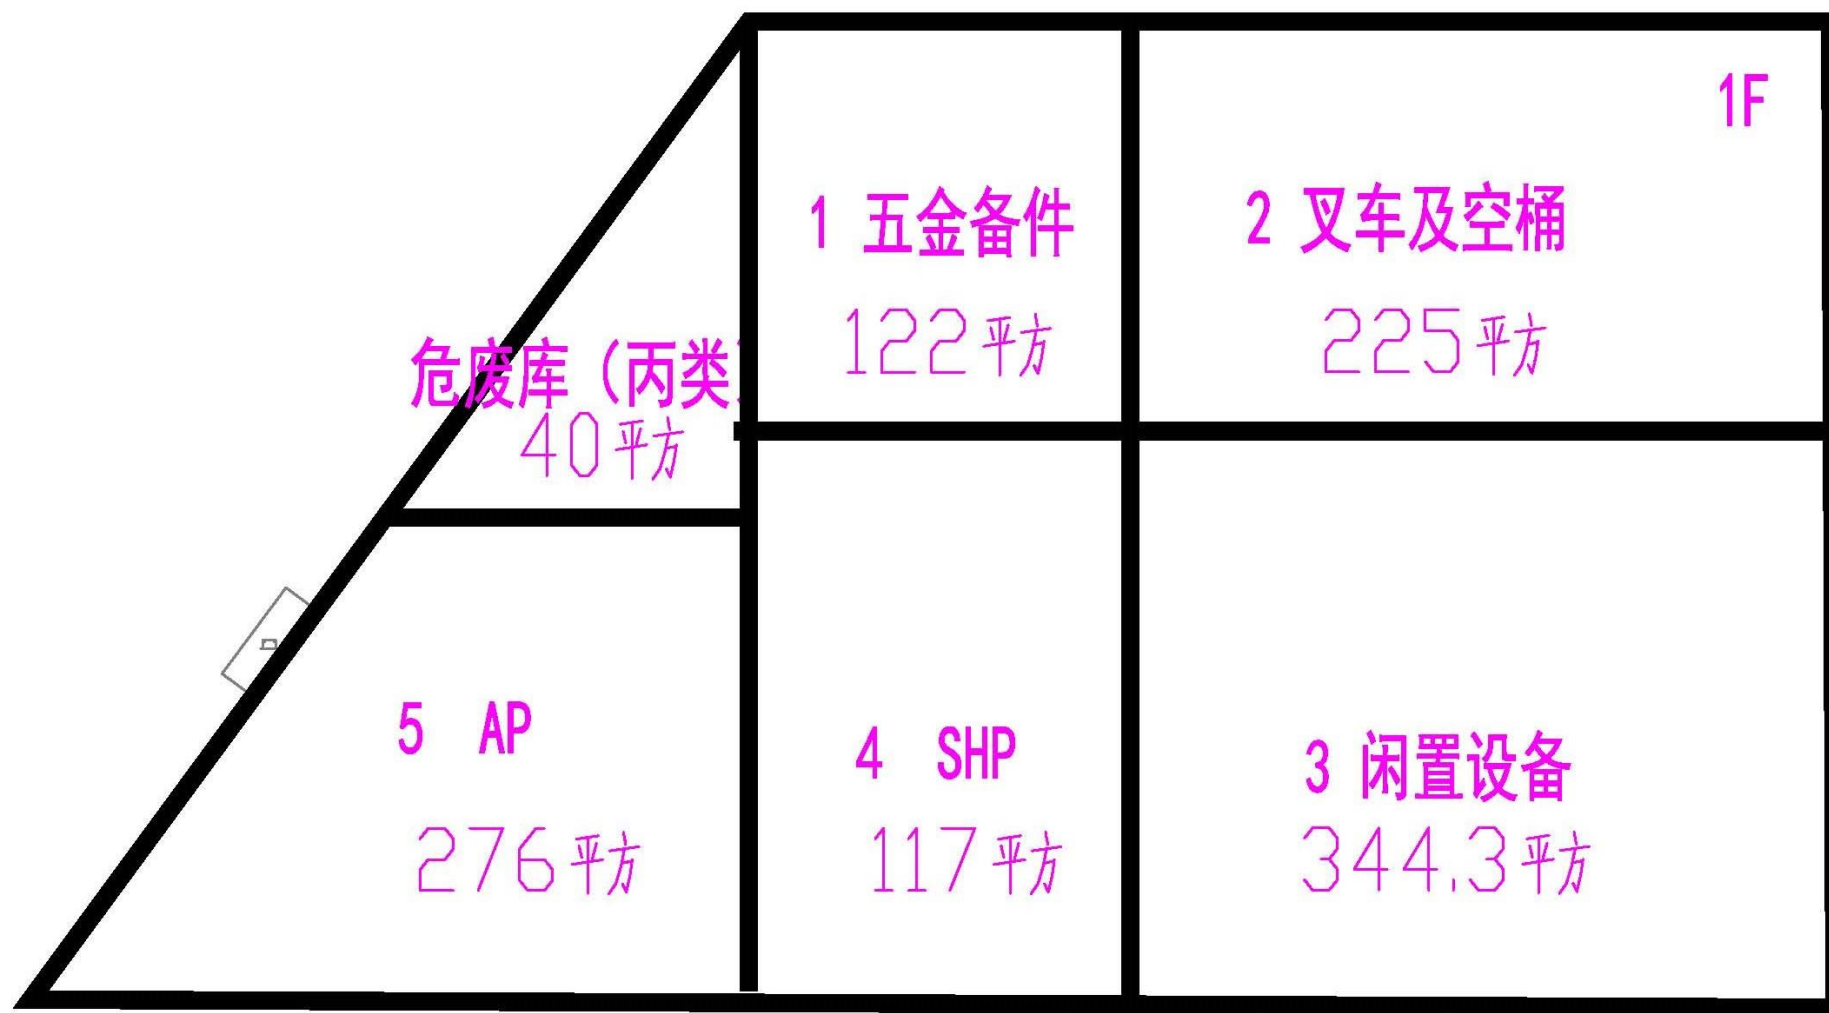 1F
1 五金备件
122平方
2 叉车及空桶
225平方
危废库（丙类）
40平方
5 AP
276平方
4 SHP
117平方
3 闲置设备
344.3平方